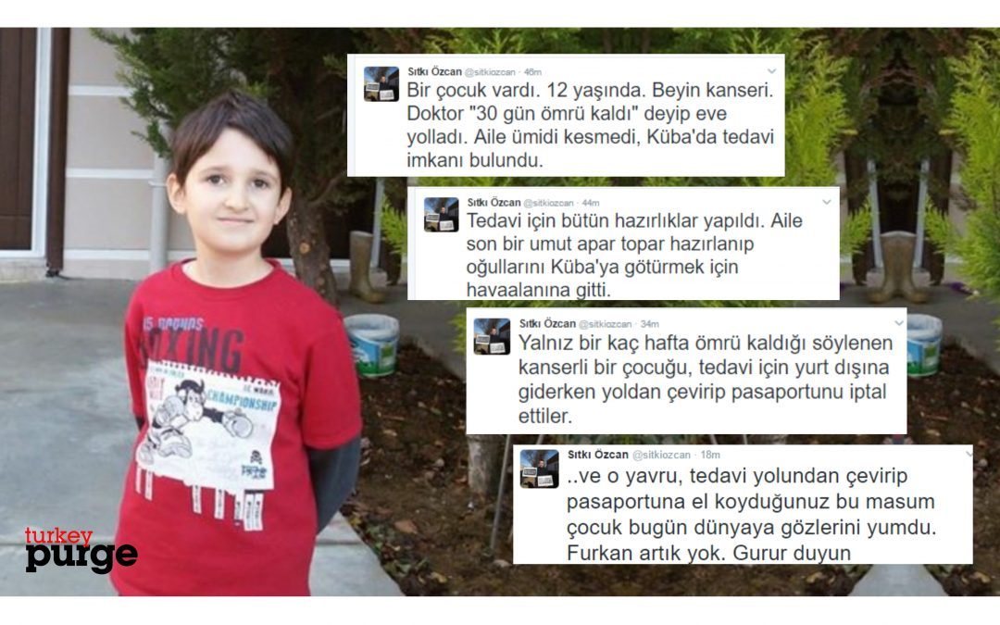 Sıtkı Özcan @sitkiozcan · 46m
Bir çocuk vardı. 12 yaşında. Beyin kanseri.
Doktor "30 gün ömrü kaldı" deyip eve
yolladı. Aile ümidi kesmedi, Küba'da tedavi
imkanı bulundu.
Sıtkı Özcan @sitkiozcan · 44m
Tedavi için bütün hazırlıklar yapıldı. Aile
son bir umut apar topar hazırlanıp
oğullarını Küba'ya götürmek için
havaalanına gitti.
Sıtkı Özcan @sitkiozcan · 34m
Yalnız bir kaç hafta ömrü kaldığı söylenen
kanserli bir çocuğu, tedavi için yurt dışına
giderken yoldan çevirip pasaportunu iptal
ettiler.
Sıtkı Özcan @sitkiozcan · 18m
..ve o yavru, tedavi yolundan çevirip
pasaportuna el koyduğunuz bu masum
çocuk bugün dünyaya gözlerini yumdu.
Furkan artık yok. Gurur duyun
15 ROUNDS
BOXING
CHAMPIONSHIP
turkey
purge